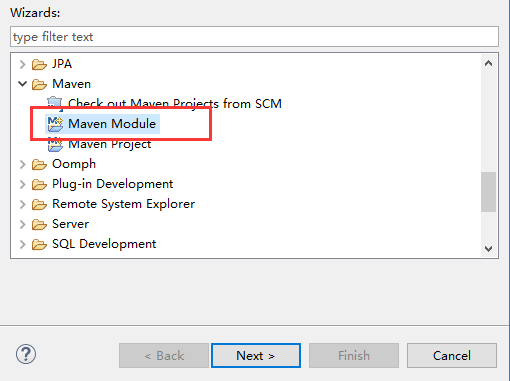 Wizards:
type filter text
JPA
Maven
Check out Maven Projects from SCM
Maven Module
Maven Project
Oomph
Plug-in Development
Remote System Explorer
Server
SQL Development
?
< Back
Next >
Finish
Cancel